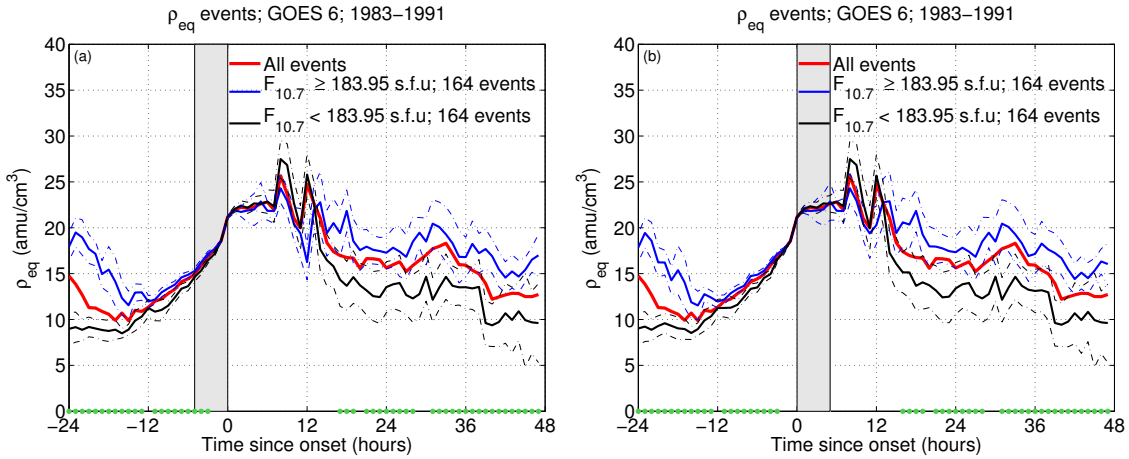 ρeq events; GOES 6; 1983−1991
(a)
All events
F10.7 ≥ 183.95 s.f.u; 164 events
F10.7 < 183.95 s.f.u; 164 events
ρeq (amu/cm3)
40
35
30
25
20
15
10
5
0
−24 −12 0 12 24 36 48
Time since onset (hours)
ρeq events; GOES 6; 1983−1991
(b)
All events
F10.7 ≥ 183.95 s.f.u; 164 events
F10.7 < 183.95 s.f.u; 164 events
ρeq (amu/cm3)
40
35
30
25
20
15
10
5
0
−24 −12 0 12 24 36 48
Time since onset (hours)